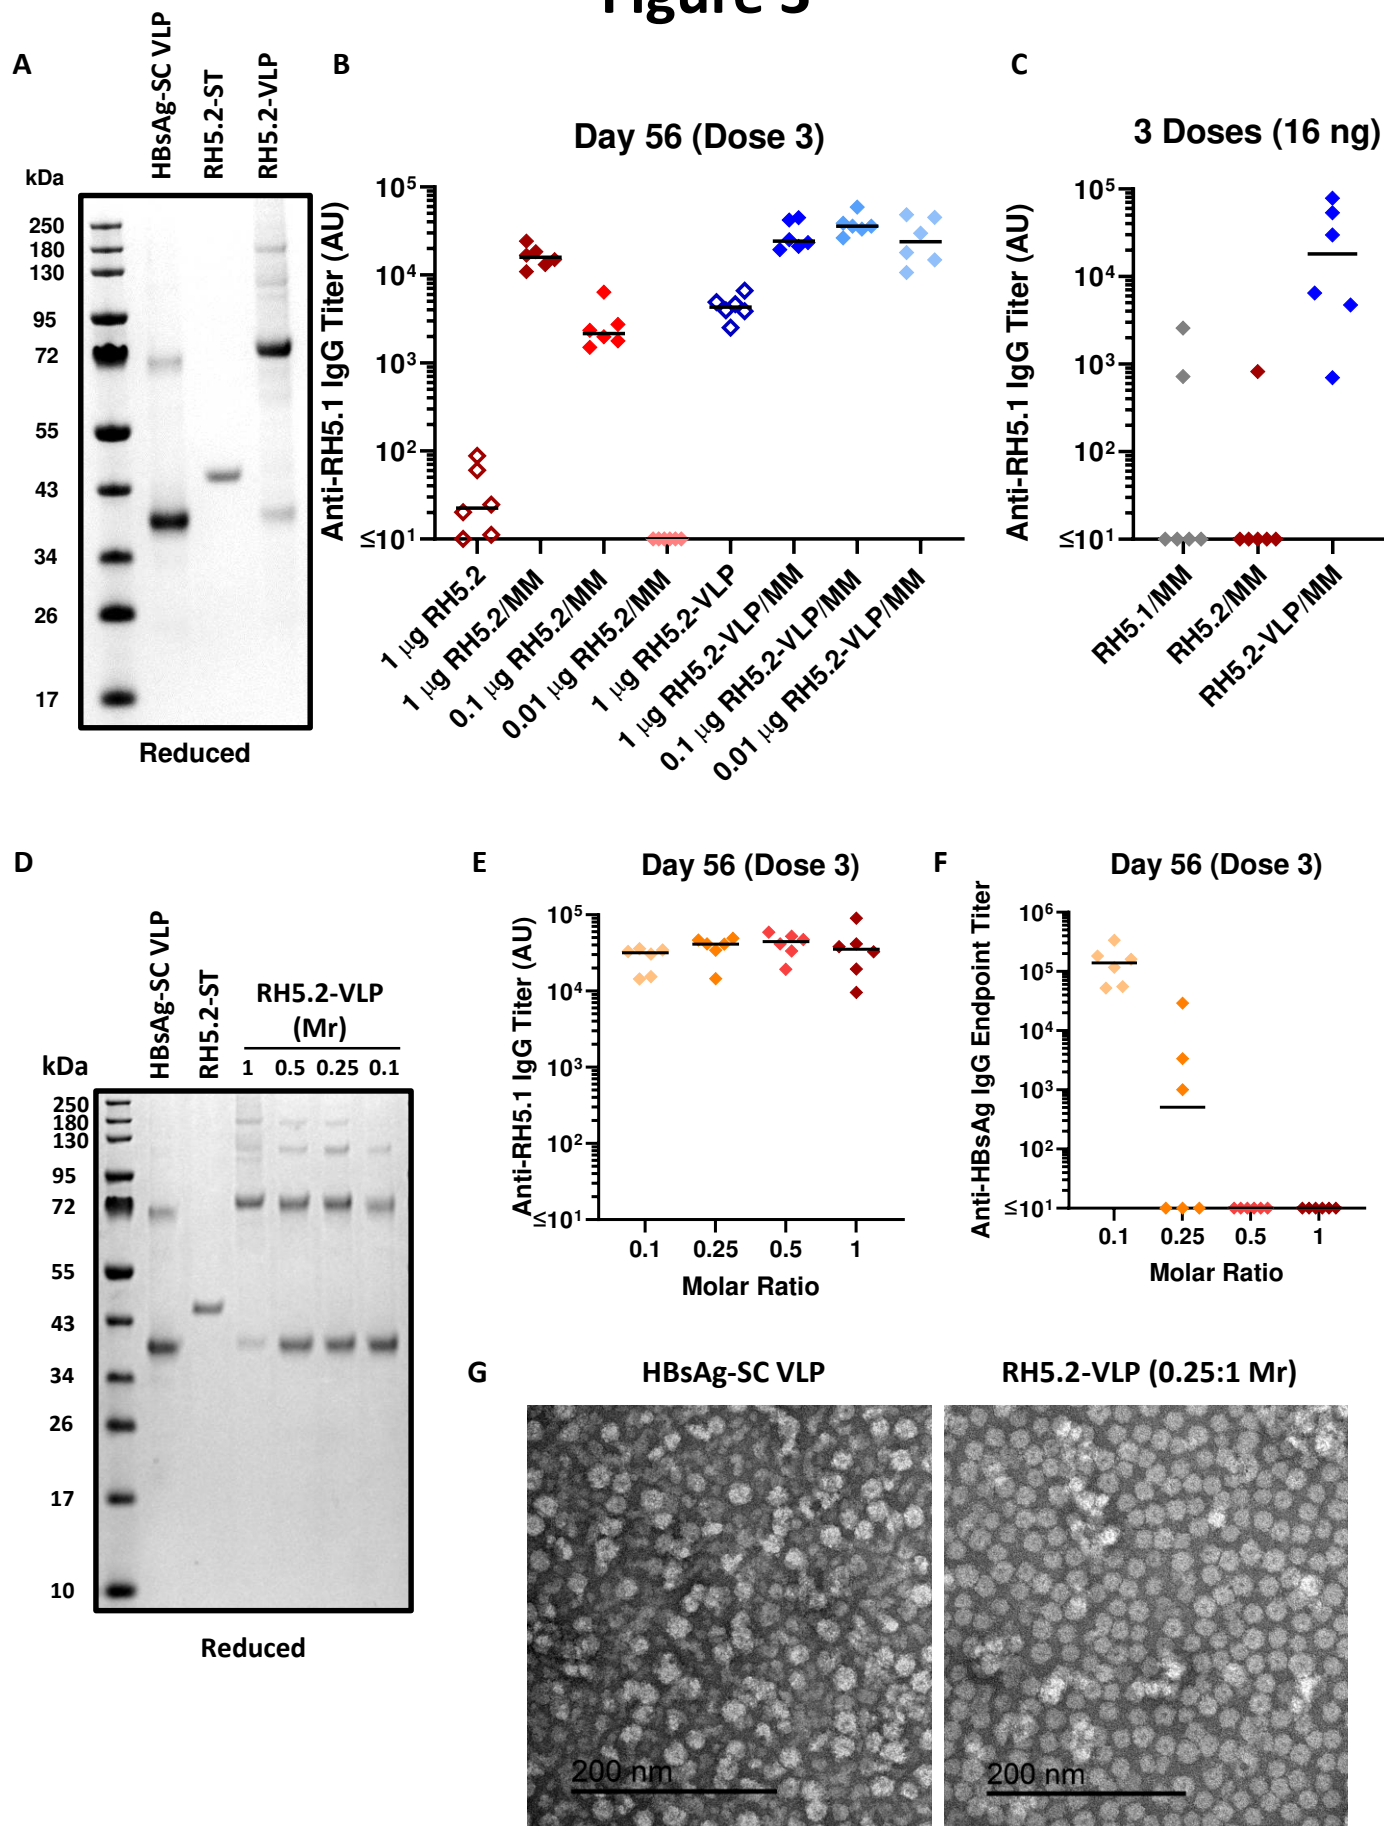 Figure 3
A
HBsAg-SC VLP
RH5.2-ST
RH5.2-VLP
kDa
250
180
130
95
72
55
43
34
26
17
Reduced
B
Day 56 (Dose 3)
Anti-RH5.1 IgG Titer (AU)
10⁵
10⁴
10³
10²
≤10¹
1 μg RH5.2
1 μg RH5.2/MM
0.1 μg RH5.2/MM
0.01 μg RH5.2/MM
1 μg RH5.2-VLP
1 μg RH5.2-VLP/MM
0.1 μg RH5.2-VLP/MM
0.01 μg RH5.2-VLP/MM
C
3 Doses (16 ng)
Anti-RH5.1 IgG Titer (AU)
10⁵
10⁴
10³
10²
≤10¹
RH5.1/MM
RH5.2/MM
RH5.2-VLP/MM
D
HBsAg-SC VLP
RH5.2-ST
RH5.2-VLP
(Mr)
1 0.5 0.25 0.1
kDa
250
180
130
95
72
55
43
34
26
17
10
Reduced
E
Day 56 (Dose 3)
Anti-RH5.1 IgG Titer (AU)
10⁵
10⁴
10³
10²
≤10¹
0.1 0.25 0.5 1
Molar Ratio
F
Day 56 (Dose 3)
Anti-HBsAg IgG Endpoint Titer
10⁶
10⁵
10⁴
10³
10²
≤10¹
0.1 0.25 0.5 1
Molar Ratio
G
HBsAg-SC VLP
RH5.2-VLP (0.25:1 Mr)
200 nm
200 nm